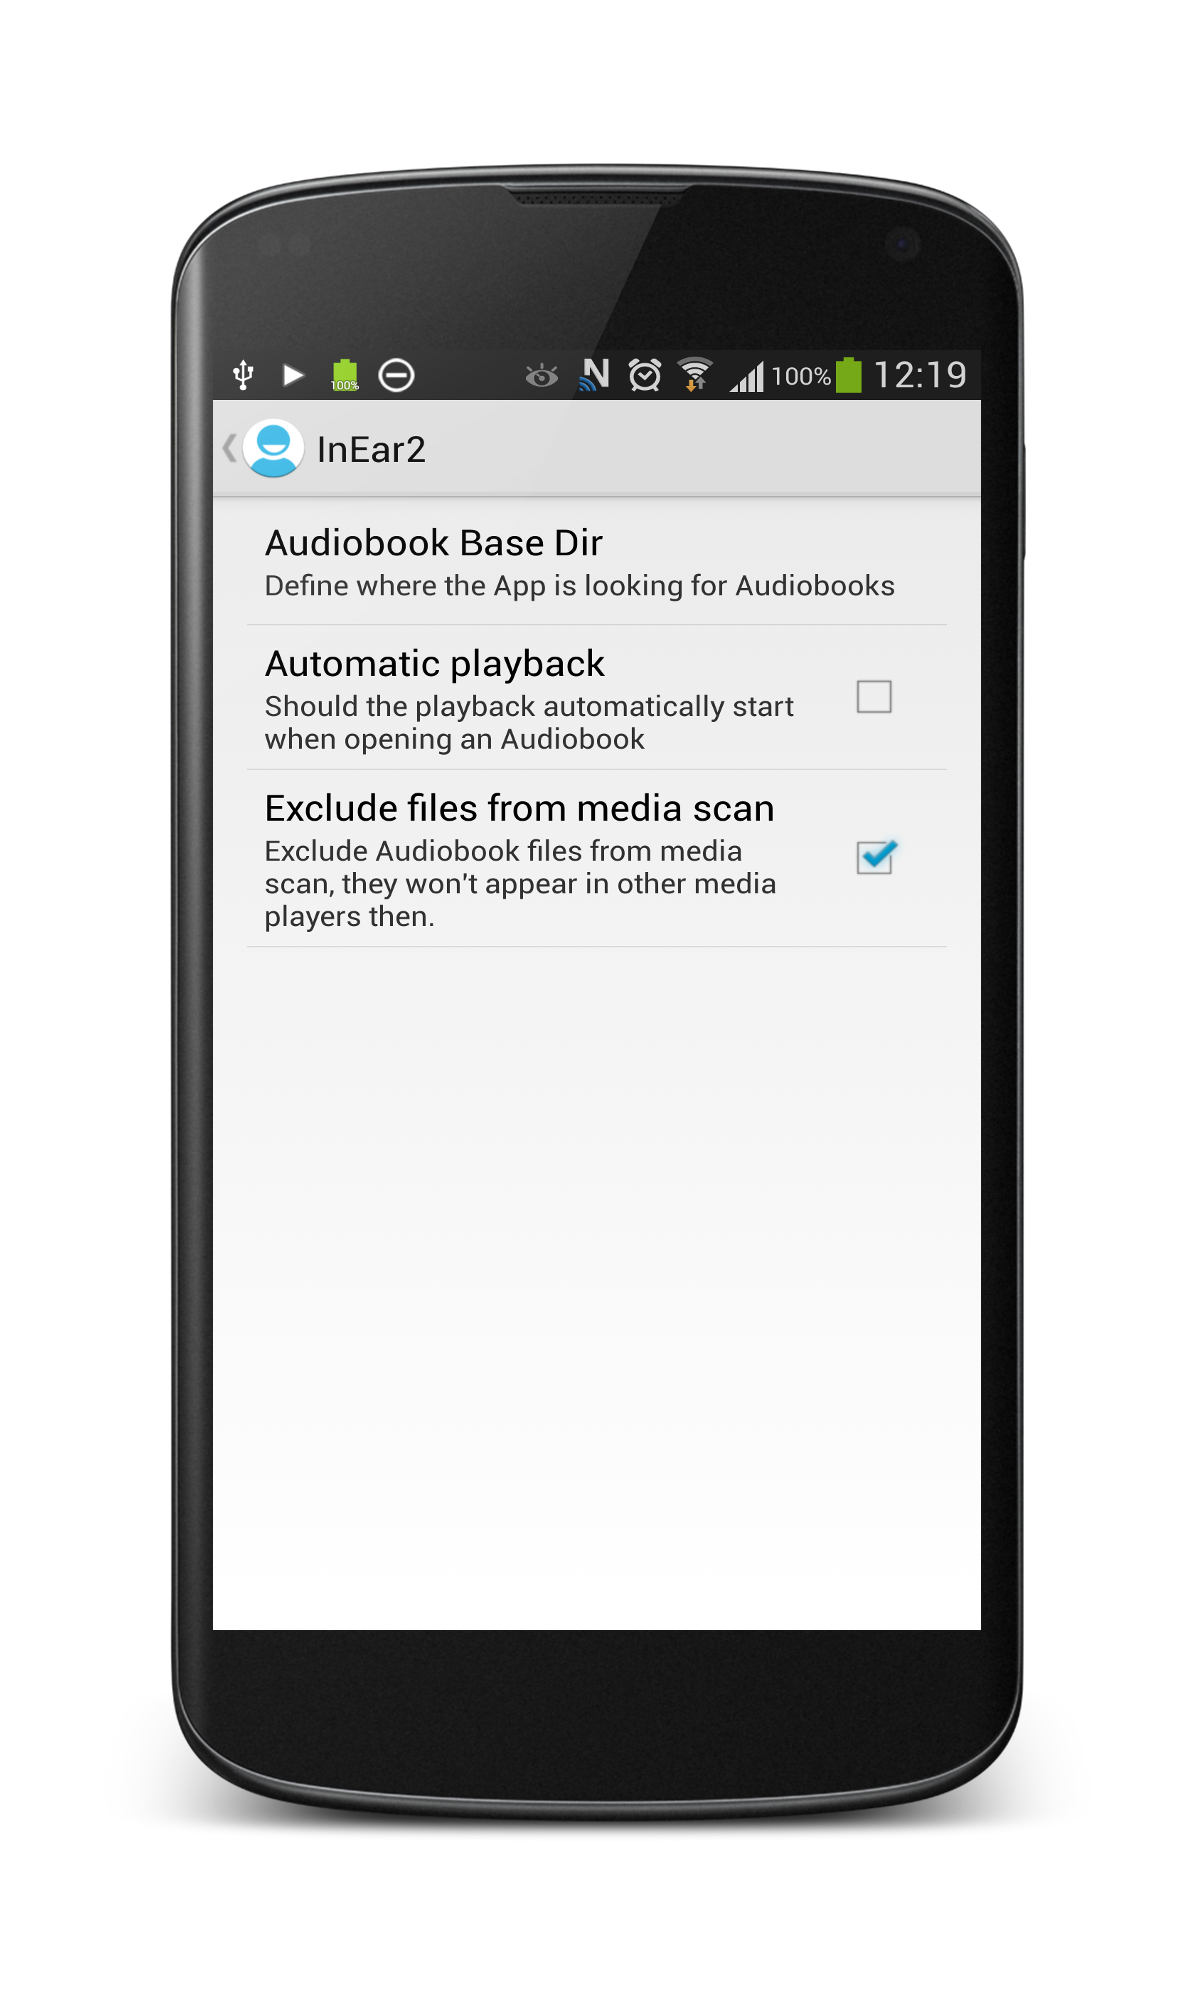 100%
N
100%
12:19
InEar2
Audiobook Base Dir
Define where the App is looking for Audiobooks
Automatic playback
Should the playback automatically start
when opening an Audiobook
Exclude files from media scan
Exclude Audiobook files from media
scan, they won't appear in other media
players then.